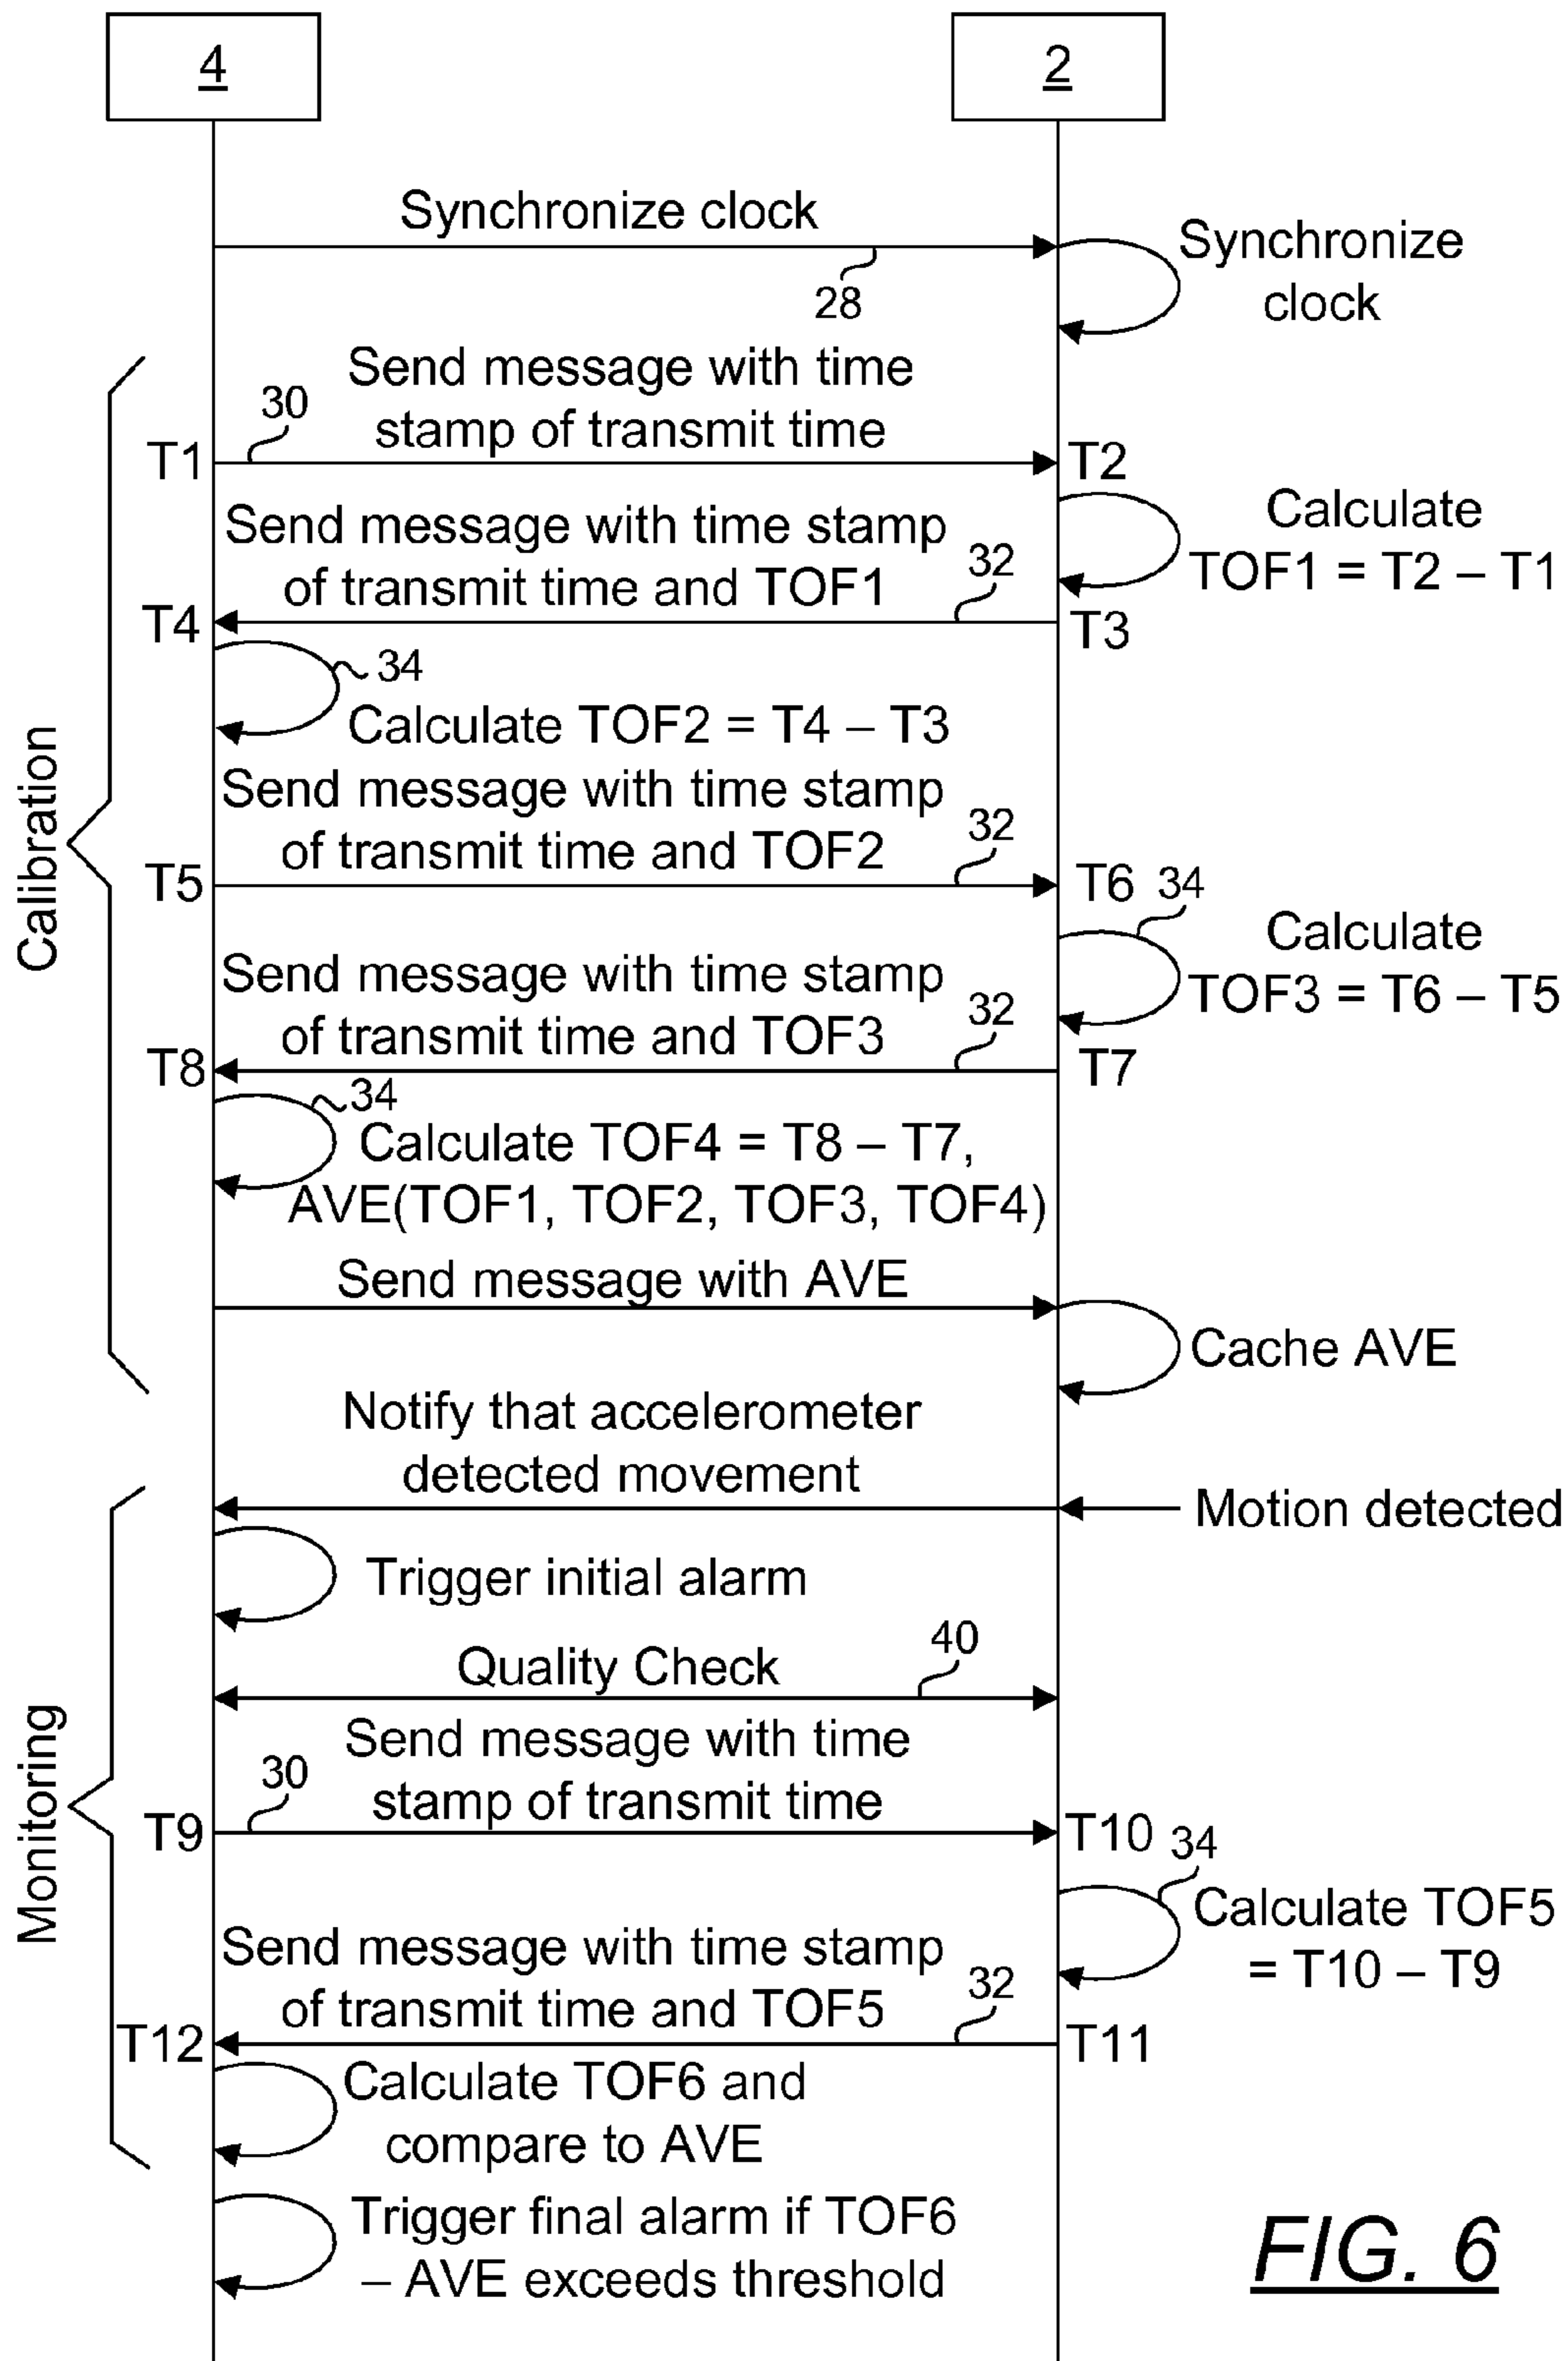 4
2
Synchronize clock
28
Synchronize
clock
Calibration
30
Send message with time
stamp of transmit time
T1
T2
Calculate
TOF1 = T2 – T1
Send message with time stamp
of transmit time and TOF1
32
T4
T3
34
Calculate TOF2 = T4 – T3
Send message with time stamp
of transmit time and TOF2
32
T5
T6
34
Calculate
TOF3 = T6 – T5
Send message with time stamp
of transmit time and TOF3
32
T8
T7
34
Calculate TOF4 = T8 – T7,
AVE(TOF1, TOF2, TOF3, TOF4)
Send message with AVE
Cache AVE
Notify that accelerometer
detected movement
Motion detected
Monitoring
Trigger initial alarm
Quality Check
40
Send message with time
stamp of transmit time
30
T9
T10
34
Calculate TOF5
= T10 – T9
Send message with time stamp
of transmit time and TOF5
32
T12
T11
Calculate TOF6 and
compare to AVE
Trigger final alarm if TOF6
– AVE exceeds threshold
FIG. 6